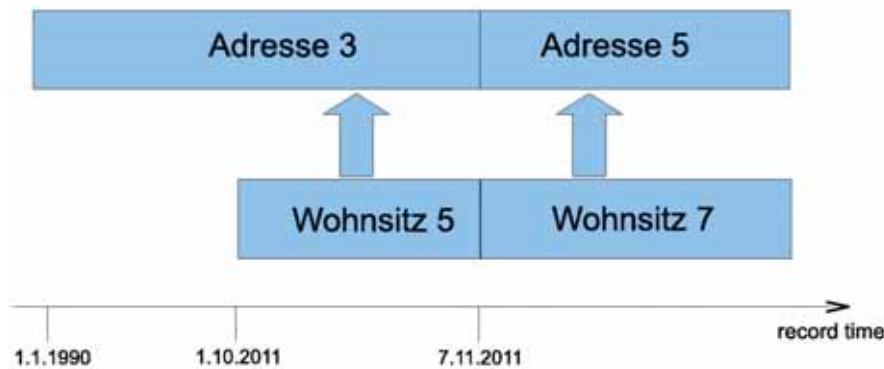 Adresse 3 Adresse 5
Wohnsitz 5 Wohnsitz 7
record time
1.1.1990 1.10.2011 7.11.2011